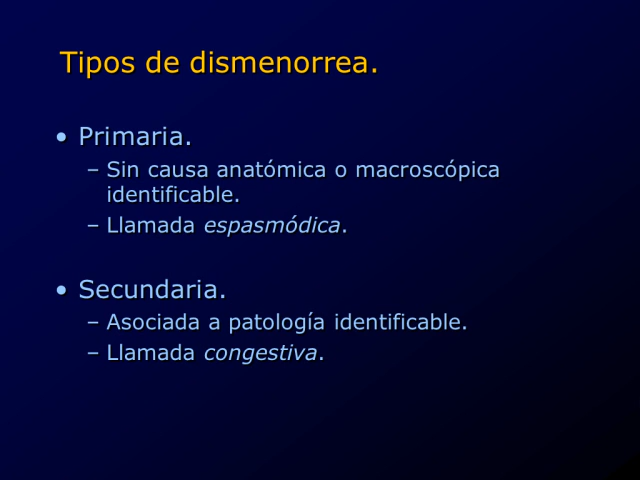 Tipos de dismenorrea.
• Primaria.
– Sin causa anatómica o macroscópica
identificable.
– Llamada espasmódica.
• Secundaria.
– Asociada a patología identificable.
– Llamada congestiva.